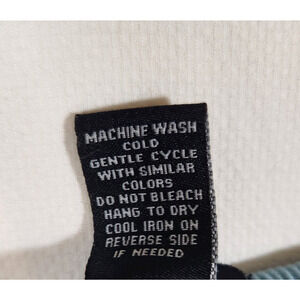 MACHINE WASH
COLD
GENTLE CYCLE
WITH SIMILAR
COLORS
DO NOT BLEACH
HANG TO DRY
COOL IRON ON
REVERSE SIDE
IF NEEDED